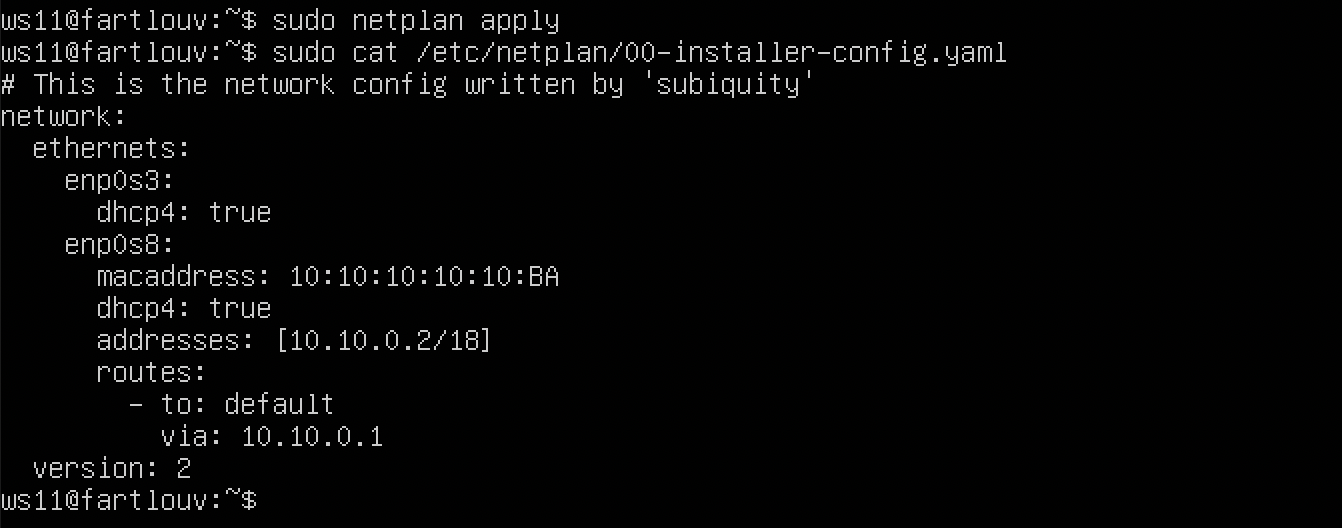 ws11@fartlouv:~$ sudo netplan apply
ws11@fartlouv:~$ sudo cat /etc/netplan/00-installer-config.yaml
# This is the network config written by 'subiquity'
network:
  ethernets:
    enp0s3:
      dhcp4: true
    enp0s8:
      macaddress: 10:10:10:10:10:BA
      dhcp4: true
      addresses: [10.10.0.2/18]
      routes:
        - to: default
          via: 10.10.0.1
  version: 2
ws11@fartlouv:~$